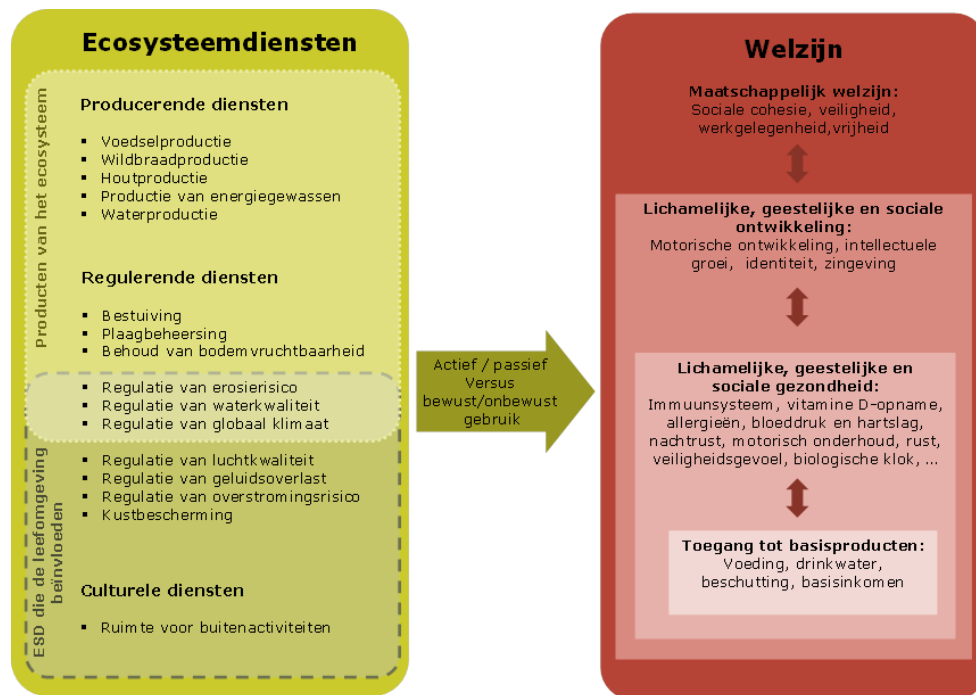 Ecosysteemdiensten
Producten van het ecosysteem
Producerende diensten
▪ Voedselproductie
▪ Wildbraadproductie
▪ Houtproductie
▪ Productie van energiegewassen
▪ Waterproductie
Regulerende diensten
▪ Bestuiving
▪ Plaagbeheersing
▪ Behoud van bodemvruchtbaarheid
▪ Regulatie van erosierisico
▪ Regulatie van waterkwaliteit
▪ Regulatie van globaal klimaat
ESD die de leefomgeving
beïnvloeden
▪ Regulatie van luchtkwaliteit
▪ Regulatie van geluidsoverlast
▪ Regulatie van overstromingsrisico
▪ Kustbescherming
Culturele diensten
▪ Ruimte voor buitenactiviteiten
Actief / passief
Versus
bewust/onbewust
gebruik
Welzijn
Maatschappelijk welzijn:
Sociale cohesie, veiligheid,
werkgelegenheid,vrijheid
Lichamelijke, geestelijke en sociale
ontwikkeling:
Motorische ontwikkeling, intellectuele
groei, identiteit, zingeving
Lichamelijke, geestelijke en
sociale gezondheid:
Immuunsysteem, vitamine D-opname,
allergieën, bloeddruk en hartslag,
nachtrust, motorisch onderhoud, rust,
veiligheidsgevoel, biologische klok, ...
Toegang tot basisproducten:
Voeding, drinkwater,
beschutting, basisinkomen